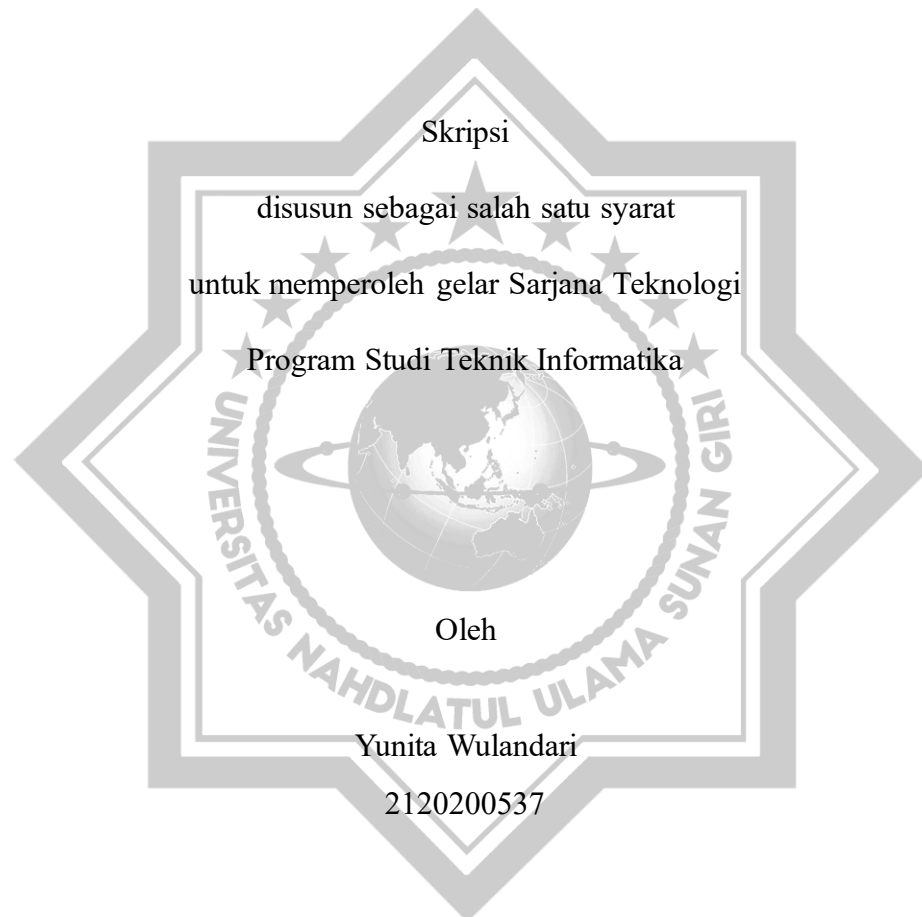 Skripsi
disusun sebagai salah satu syarat
untuk memperoleh gelar Sarjana Teknologi
Program Studi Teknik Informatika
UNIVERSITAS NAHDLATUL ULAMA SUNAN GIRI
Oleh
Yunita Wulandari
2120200537